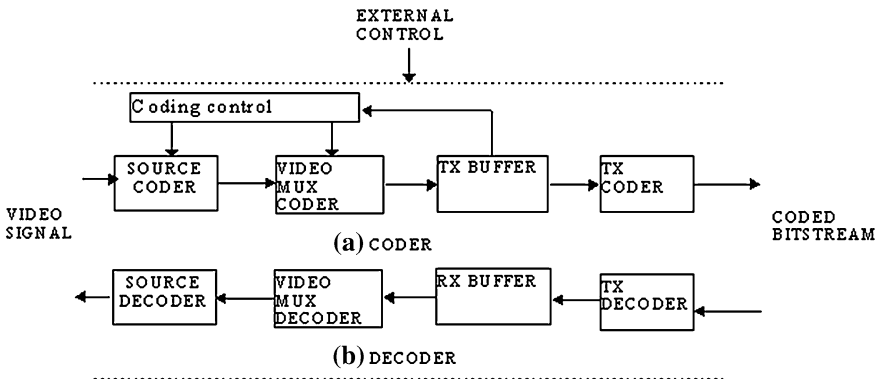 EXTERNAL
CONTROL
Coding control
SOURCE
CODER
VIDEO
MUX
CODER
TX BUFFER
TX
CODER
VIDEO
SIGNAL
CODED
BITSTREAM
(a) CODER
SOURCE
DECODER
VIDEO
MUX
DECODER
RX BUFFER
TX
DECODER
(b) DECODER